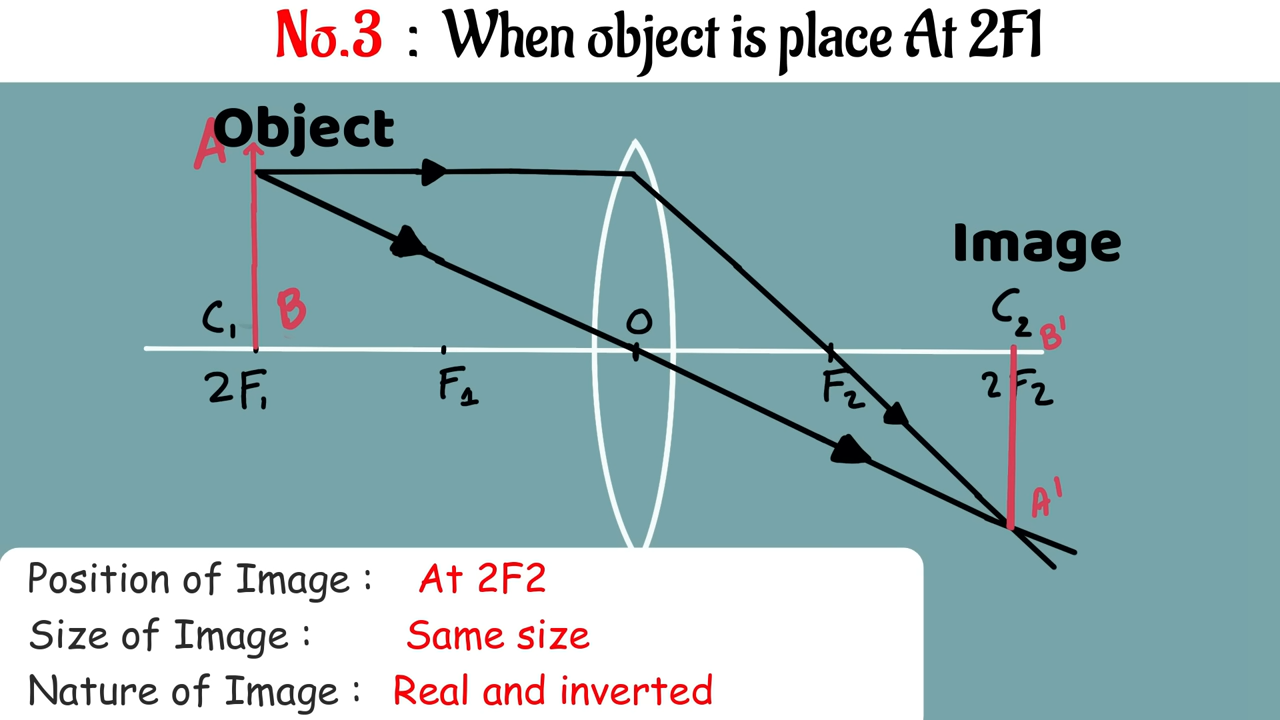 No.3 : When object is place At 2F1
Object
A
Image
C₁
B
O
C₂
B'
2F₁
F₁
F₂
2F₂
A'
Position of Image : At 2F2
Size of Image : Same size
Nature of Image : Real and inverted